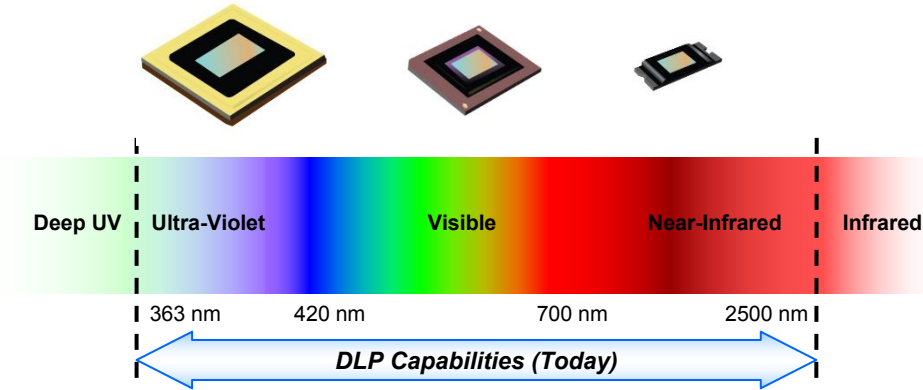 Deep UV
Ultra-Violet
Visible
Near-Infrared
Infrared
363 nm
420 nm
700 nm
2500 nm
DLP Capabilities (Today)